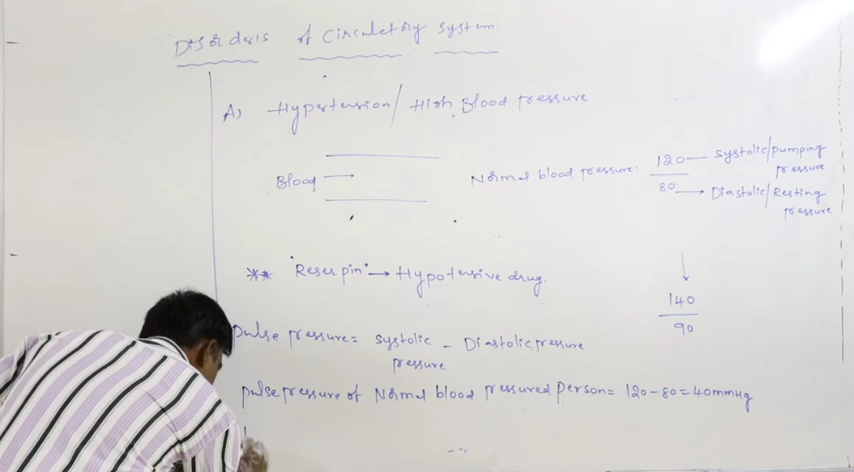 Disorders of Circulatory system
A) Hypertension/ High Blood pressure
Blood →
Normal blood pressure: 120/80
120 — Systolic/pumping pressure
80 → Diastolic/Resting pressure
** "Reserpin" → Hypotensive drug.
140/90
pulse pressure = systolic pressure - Diastolic pressure
pulse pressure of Normal blood pressured person = 120-80 = 40mmHg